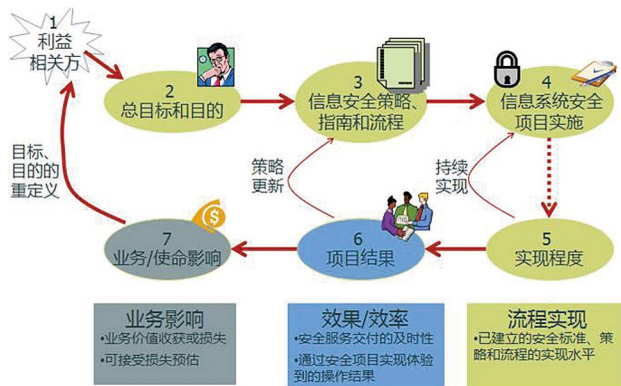 1
利益
相关方
2
总目标和目的
3
信息安全策略、
指南和流程
4
信息系统安全
项目实施
目标、
目的的
重定义
策略
更新
持续
实现
7
业务/使命影响
6
项目结果
5
实现程度
业务影响
•业务价值收获或损失
•可接受损失预估
效果/效率
•安全服务交付的及时性
•通过安全项目实现体验
到的操作结果
流程实现
•已建立的安全标准、策
略和流程的实现水平